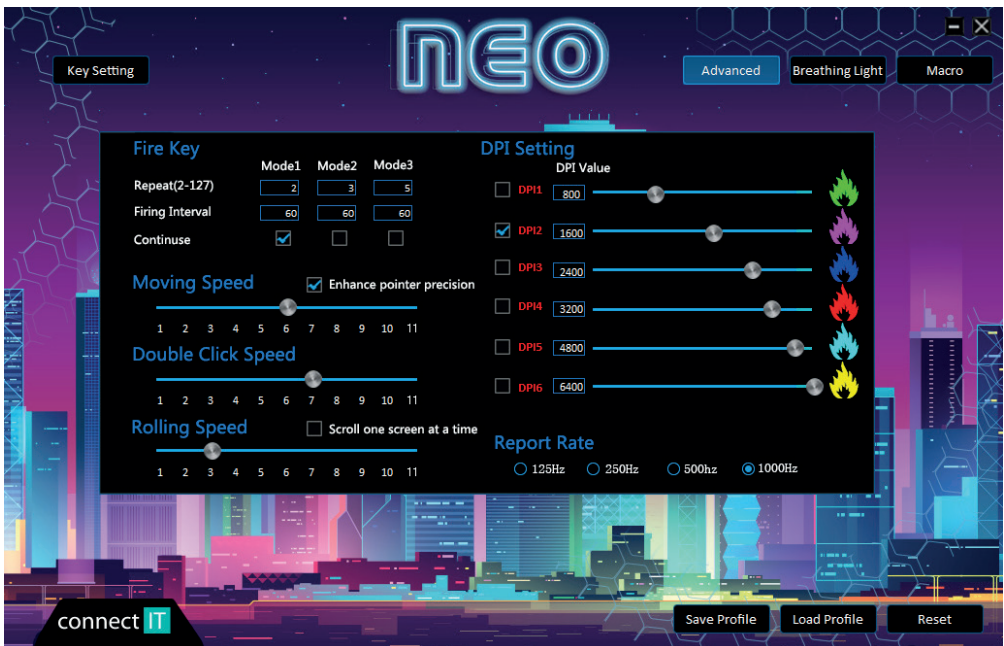 NEO
Key Setting
Advanced
Breathing Light
Macro
Fire Key
Mode1 Mode2 Mode3
Repeat(2-127) 2 3 5
Firing Interval 60 60 60
Continuse
Moving Speed
Enhance pointer precision
1 2 3 4 5 6 7 8 9 10 11
Double Click Speed
1 2 3 4 5 6 7 8 9 10 11
Rolling Speed
Scroll one screen at a time
1 2 3 4 5 6 7 8 9 10 11
DPI Setting
DPI Value
DPI1 800
DPI2 1600
DPI3 2400
DPI4 3200
DPI5 4800
DPI6 6400
Report Rate
125Hz 250Hz 500hz 1000Hz
connect IT
Save Profile
Load Profile
Reset